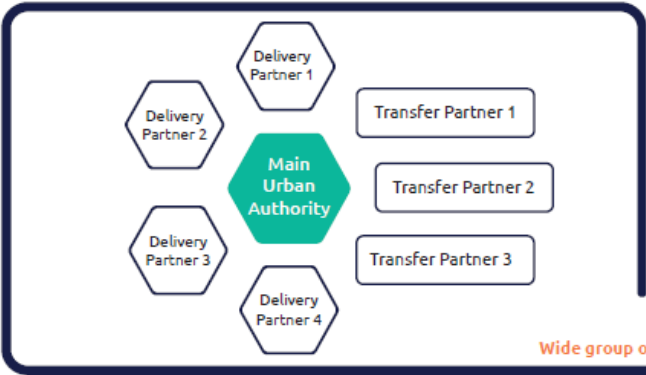 Delivery
Partner 1
Delivery
Partner 2
Transfer Partner 1
Main
Urban
Authority
Transfer Partner 2
Delivery
Partner 3
Transfer Partner 3
Delivery
Partner 4
Wide group o